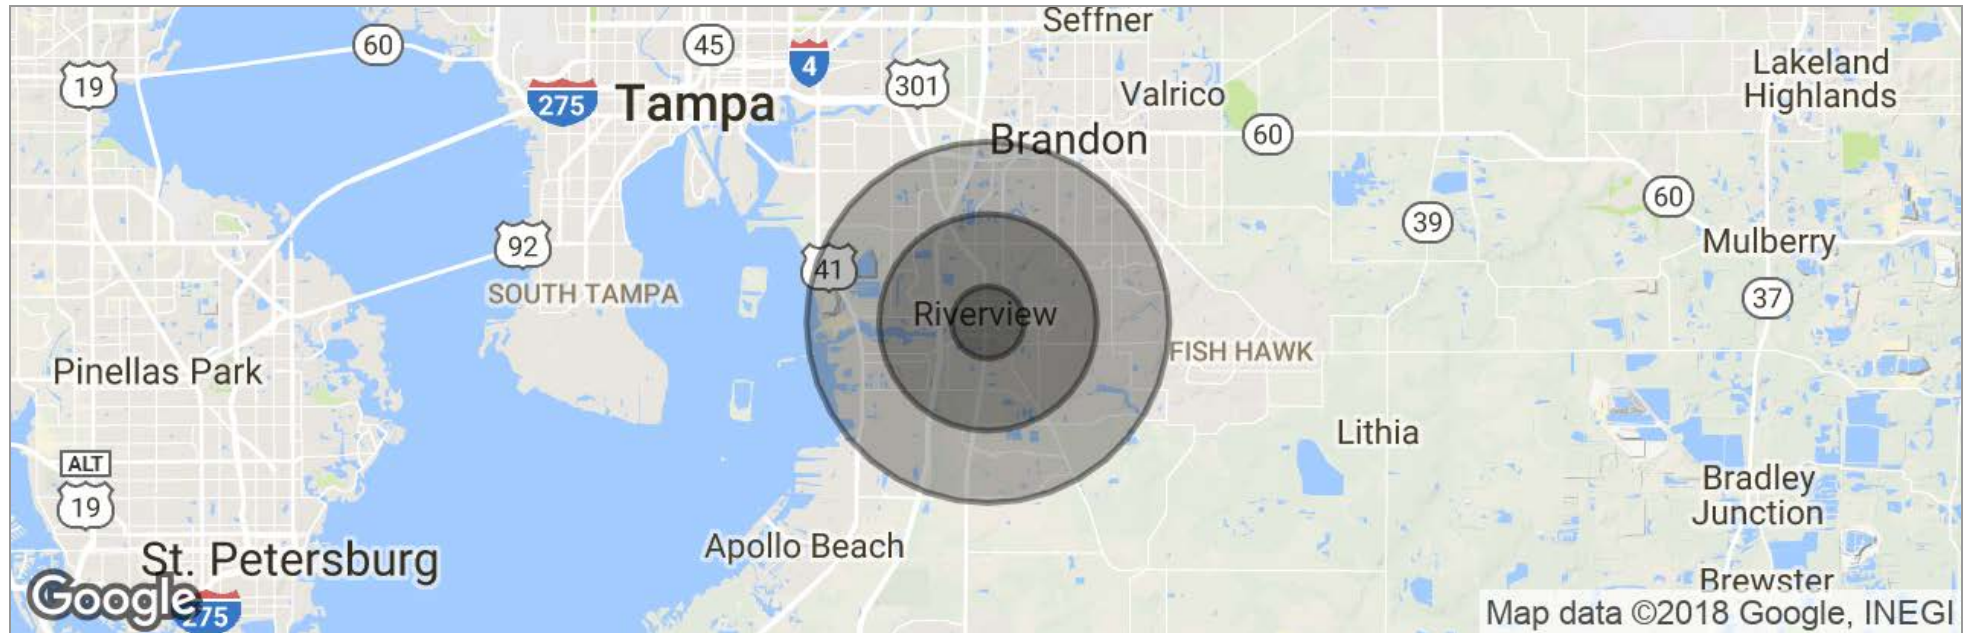 Seffner
60
45
4
19
301
275
Tampa
Valrico
Lakeland
Highlands
Brandon
60
60
39
92
Mulberry
41
SOUTH TAMPA
37
Riverview
FISH HAWK
Pinellas Park
Lithia
ALT
19
Bradley
Junction
Apollo Beach
St. Petersburg
Brewster
Google
275
Map data ©2018 Google, INEGI